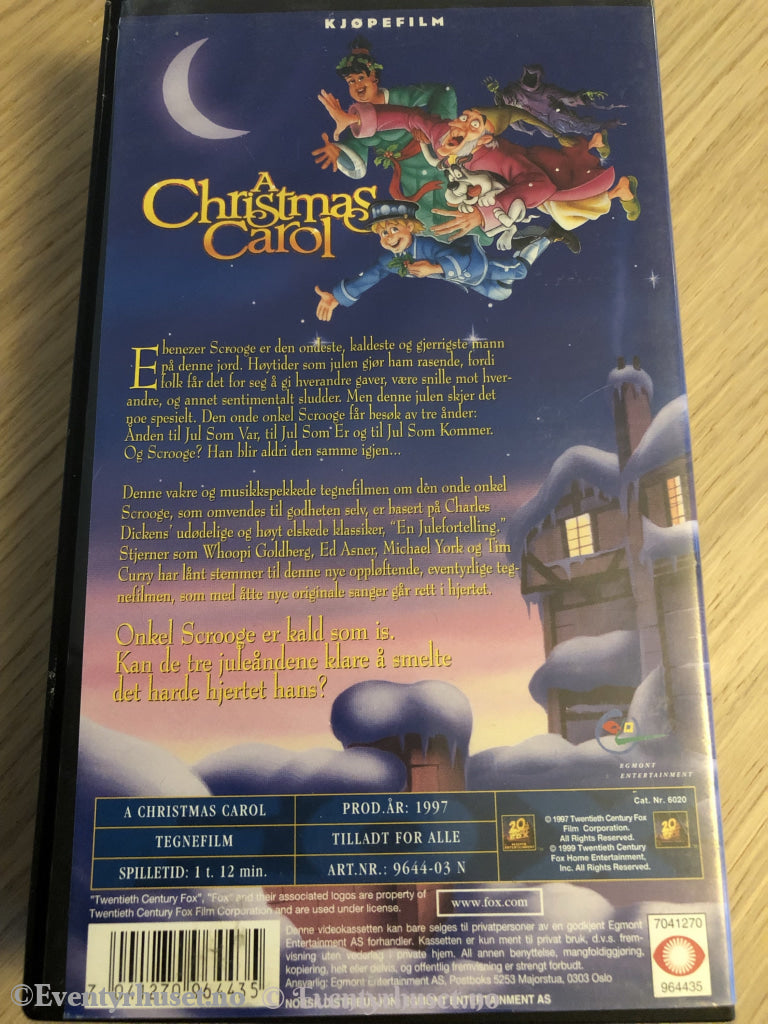 KJØPEFILM
A
Christmas
Carol
Ebenezer Scrooge er den ondeste, kaldeste og gjerrigste mann
på denne jord. Høytider som julen gjør ham rasende, fordi
folk får det for seg å gi hverandre gaver, være snille mot hver-
andre, og annet sentimentalt sludder. Men denne julen skjer det
noe spesielt. Den onde onkel Scrooge får besøk av tre ånder:
Ånden til Jul Som Var, til Jul Som Er og til Jul Som Kommer.
Og Scrooge? Han blir aldri den samme igjen...
Denne vakre og musikkspekkede tegnefilmen om den onde onkel
Scrooge, som omvendes til godheten selv, er basert på Charles
Dickens' udødelige og høyt elskede klassiker, "En Julefortelling."
Stjerner som Whoopi Goldberg, Ed Asner, Michael York og Tim
Curry har lånt stemmer til denne nye oppløftende, eventyrlige teg-
nefilmen, som med åtte nye originale sanger går rett i hjertet.
Onkel Scrooge er kald som is.
Kan de tre juleåndene klare å smelte
det harde hjertet hans?
EGMONT
ENTERTAINMENT
Cat. Nr. 6020
A CHRISTMAS CAROL
PROD.ÅR: 1997
TEGNEFILM
TILLADT FOR ALLE
SPILLETID: 1 t. 12 min.
ART.NR.: 9644-03 N
20
FOX
© 1997 Twentieth Century Fox
Film Corporation.
All Rights Reserved.
© 1999 Twentieth Century
Fox Home Entertainment,
Inc. All Rights Reserved.
20
FOX
"Twentieth Century Fox", "Fox" and their associated logos are property of
Twentieth Century Fox Film Corporation and are used under license.
www.fox.com
Denne videokassetten kan bare selges til privatpersoner av en godkjent Egmont
Entertainment AS forhandler. Kassetten er kun ment til privat bruk, d.v.s. frem-
visning uten vederlag i private hjem. All annen benyttelse, mangfoldiggjøring,
kopiering, helt eller delvis, og offentlig fremvisning er strengt forbudt.
Ansvarlig: Egmont Entertainment AS, Postboks 5253 Majorstua, 0303 Oslo
NORSK DISTRIBUSJON: EGMONT ENTERTAINMENT AS
7041270
964435
7 041270 964435
©Eventyrhuset.no
© Eventyrhuset.no